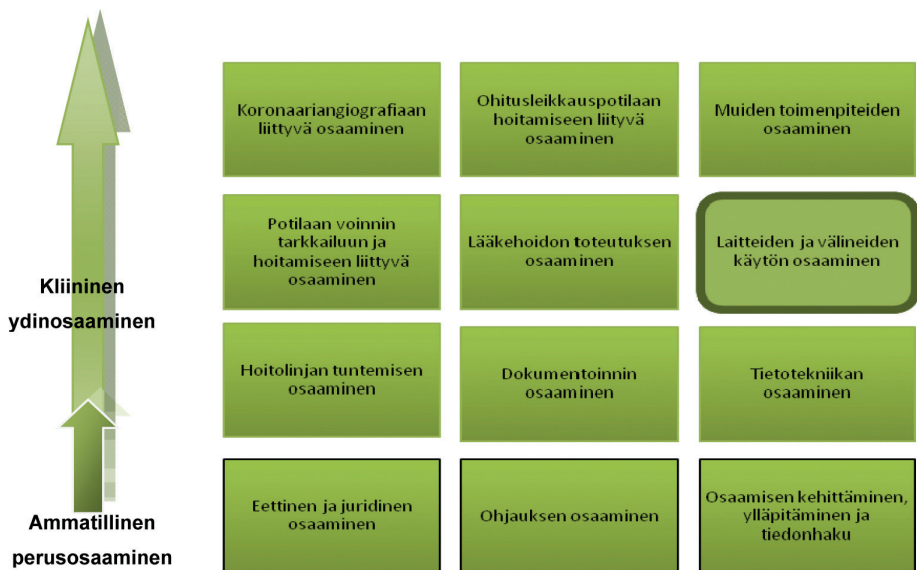 Koronaariangiografiaan
liittyvä osaaminen
Ohitusleikkauspotilaan
hoitamiseen liityvä
osaaminen
Muiden toimenpiteiden
osaaminen
Potilaan voinnin
tarkkailuun ja
hoitamiseen liittyvä
osaaminen
Lääkehoidon toteutuksen
osaaminen
Laitteiden ja välineiden
käytön osaaminen
Kliininen
ydinosaaminen
Hoitolinjan tuntemisen
osaaminen
Dokumentoinnin
osaaminen
Tietotekniikan
osaaminen
Ammatillinen
perusosaaminen
Eettinen ja juridinen
osaaminen
Ohjauksen osaaminen
Osaamisen kehittäminen,
ylläpitäminen ja
tiedonhaku